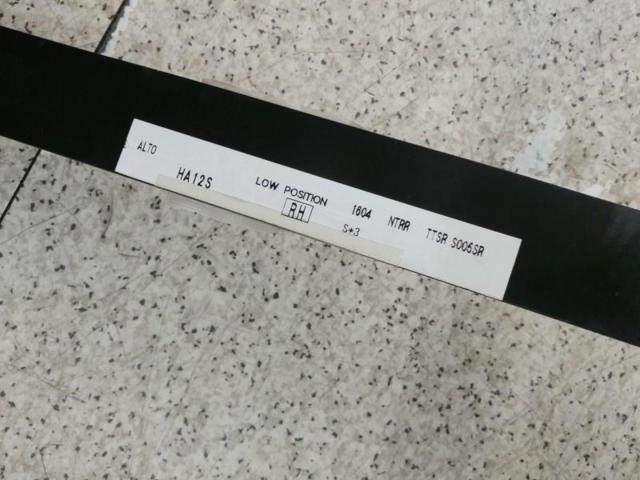 ALTO
HA12S LOW POSITION 1604 NTRR TTSR S005SR
RH S*3